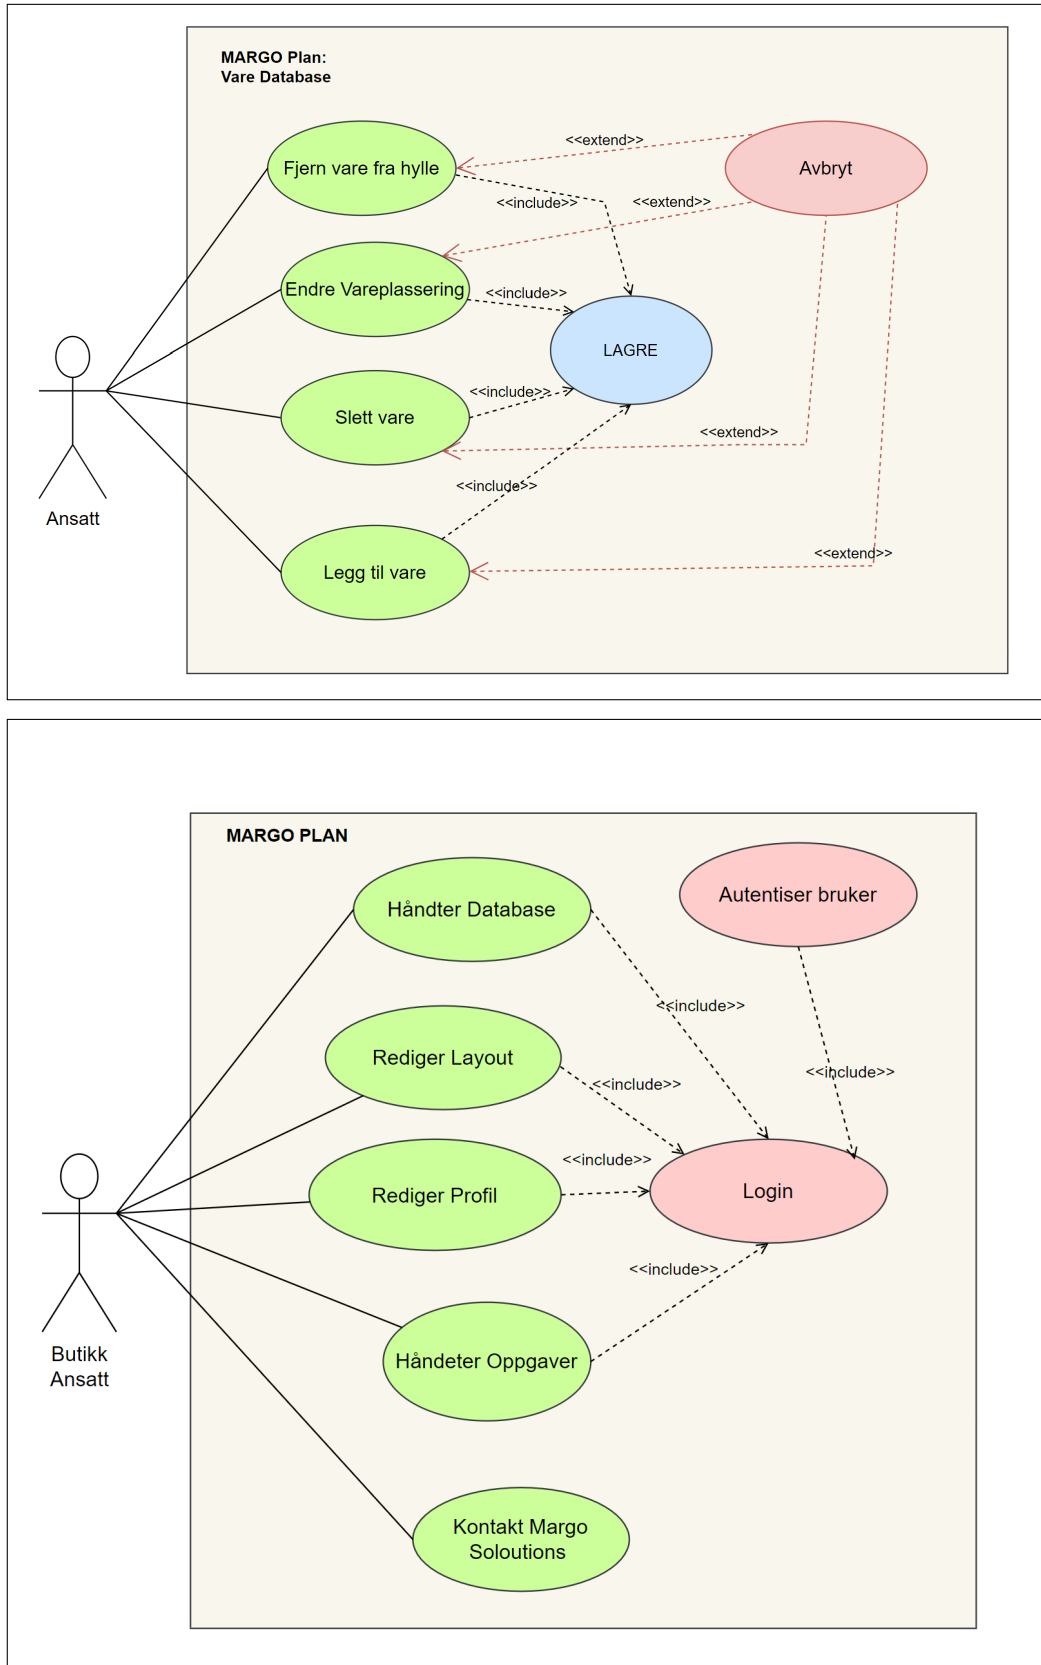 MARGO Plan:
Vare Database
<<extend>>
Fjern vare fra hylle
Avbryt
<<include>>
<<extend>>
Endre Vareplassering
<<include>>
LAGRE
<<include>>
Slett vare
<<extend>>
<<include>>
Ansatt
<<extend>>
Legg til vare
MARGO PLAN
Autentiser bruker
Håndter Database
<<include>>
Rediger Layout
<<include>>
<<include>>
<<include>>
Rediger Profil
Login
<<include>>
Butikk
Ansatt
Håndeter Oppgaver
Kontakt Margo
Soloutions